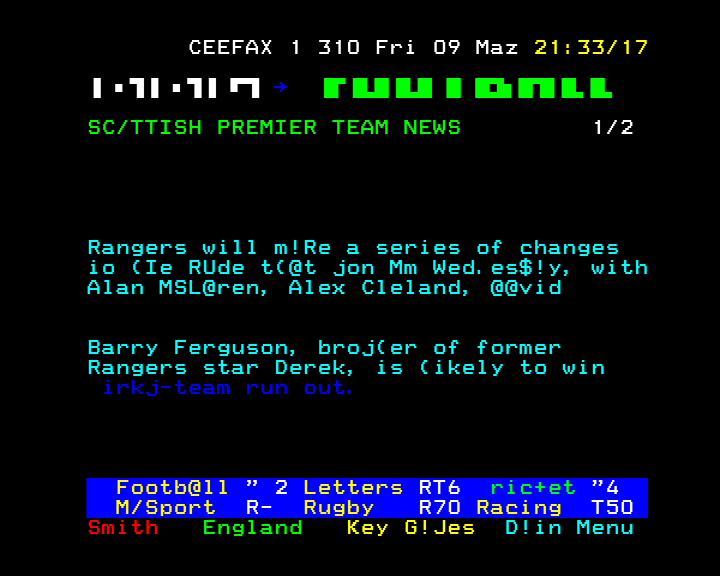 CEEFAX 1 310 Fri 09 Maz 21:33/17
FOOTBALL
SC/TTISH PREMIER TEAM NEWS 1/2
Rangers will m!Re a series of changes
io (Ie RUde t(@t jon Mm Wed.es$!y, with
Alan MSL@ren, Alex Cleland, @@vid
Barry Ferguson, broj(er of former
Rangers star Derek, is (ikely to win
irkj-team run out.
Footb@ll " 2 Letters RT6 ric+et "4
M/Sport R- Rugby R70 Racing T50
Smith England Key G!Jes D!in Menu